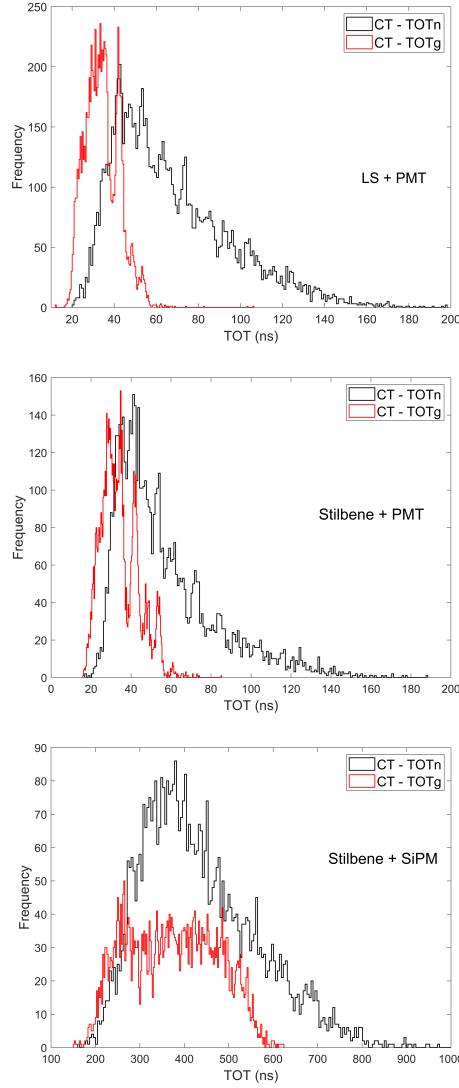 250
200
150
100
50
0
Frequency
CT - TOTn
CT - TOTg
LS + PMT
20 40 60 80 100 120 140 160 180 200
TOT (ns)
160
140
120
100
80
60
40
20
0
Frequency
CT - TOTn
CT - TOTg
Stilbene + PMT
0 20 40 60 80 100 120 140 160 180 200
TOT (ns)
90
80
70
60
50
40
30
20
10
0
Frequency
CT - TOTn
CT - TOTg
Stilbene + SiPM
100 200 300 400 500 600 700 800 900 1000
TOT (ns)